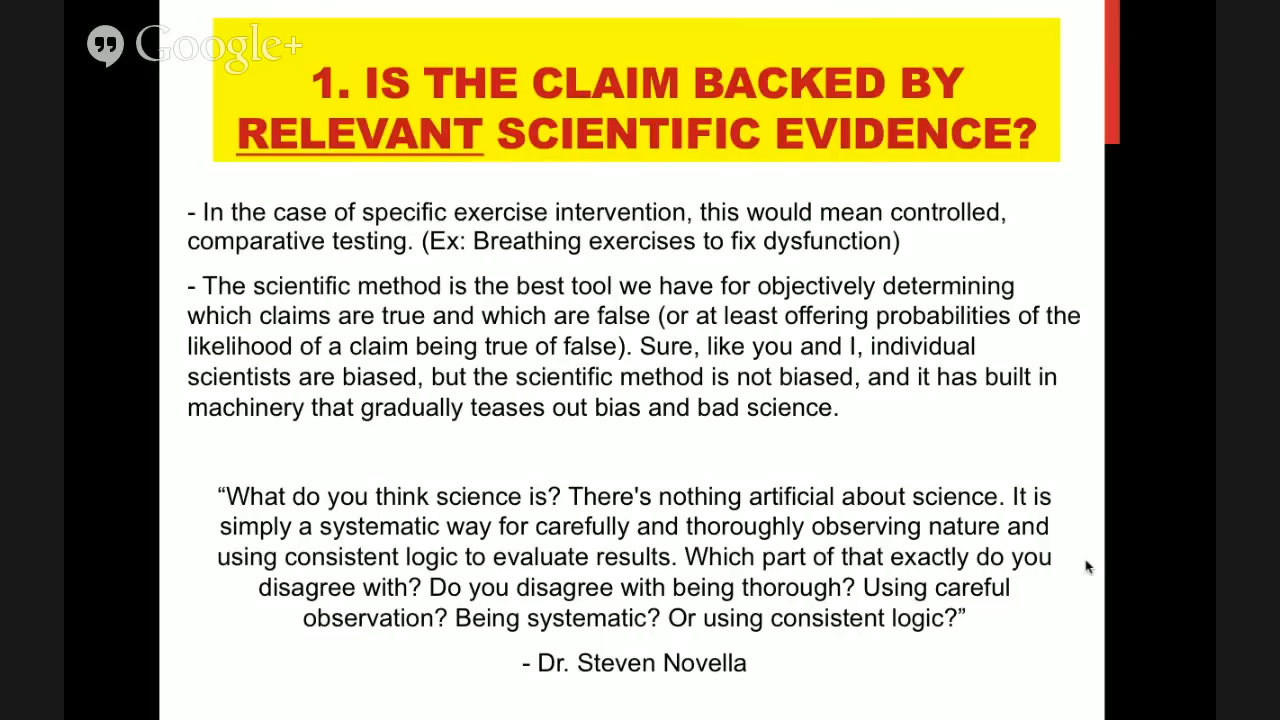 Google+
1. IS THE CLAIM BACKED BY
RELEVANT SCIENTIFIC EVIDENCE?
- In the case of specific exercise intervention, this would mean controlled,
comparative testing. (Ex: Breathing exercises to fix dysfunction)
- The scientific method is the best tool we have for objectively determining
which claims are true and which are false (or at least offering probabilities of the
likelihood of a claim being true of false). Sure, like you and I, individual
scientists are biased, but the scientific method is not biased, and it has built in
machinery that gradually teases out bias and bad science.
“What do you think science is? There's nothing artificial about science. It is
simply a systematic way for carefully and thoroughly observing nature and
using consistent logic to evaluate results. Which part of that exactly do you
disagree with? Do you disagree with being thorough? Using careful
observation? Being systematic? Or using consistent logic?”
- Dr. Steven Novella